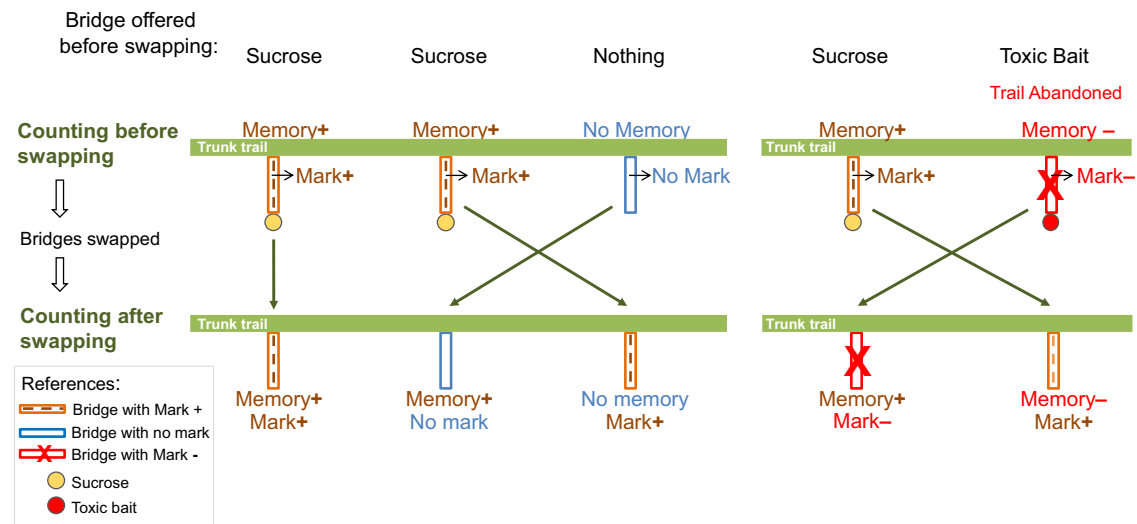 Bridge offered
before swapping:
Sucrose Sucrose Nothing Sucrose Toxic Bait
Trail Abandoned
Counting before
swapping
Memory+ Memory+ No Memory Memory+ Memory –
Trunk trail Trunk trail
Mark+ Mark+ No Mark Mark+ Mark–
Bridges swapped
Counting after
swapping
Trunk trail Trunk trail
Memory+ Memory+ No memory Memory+ Memory–
Mark+ No mark Mark+ Mark– Mark+
References:
Bridge with Mark +
Bridge with no mark
Bridge with Mark -
Sucrose
Toxic bait